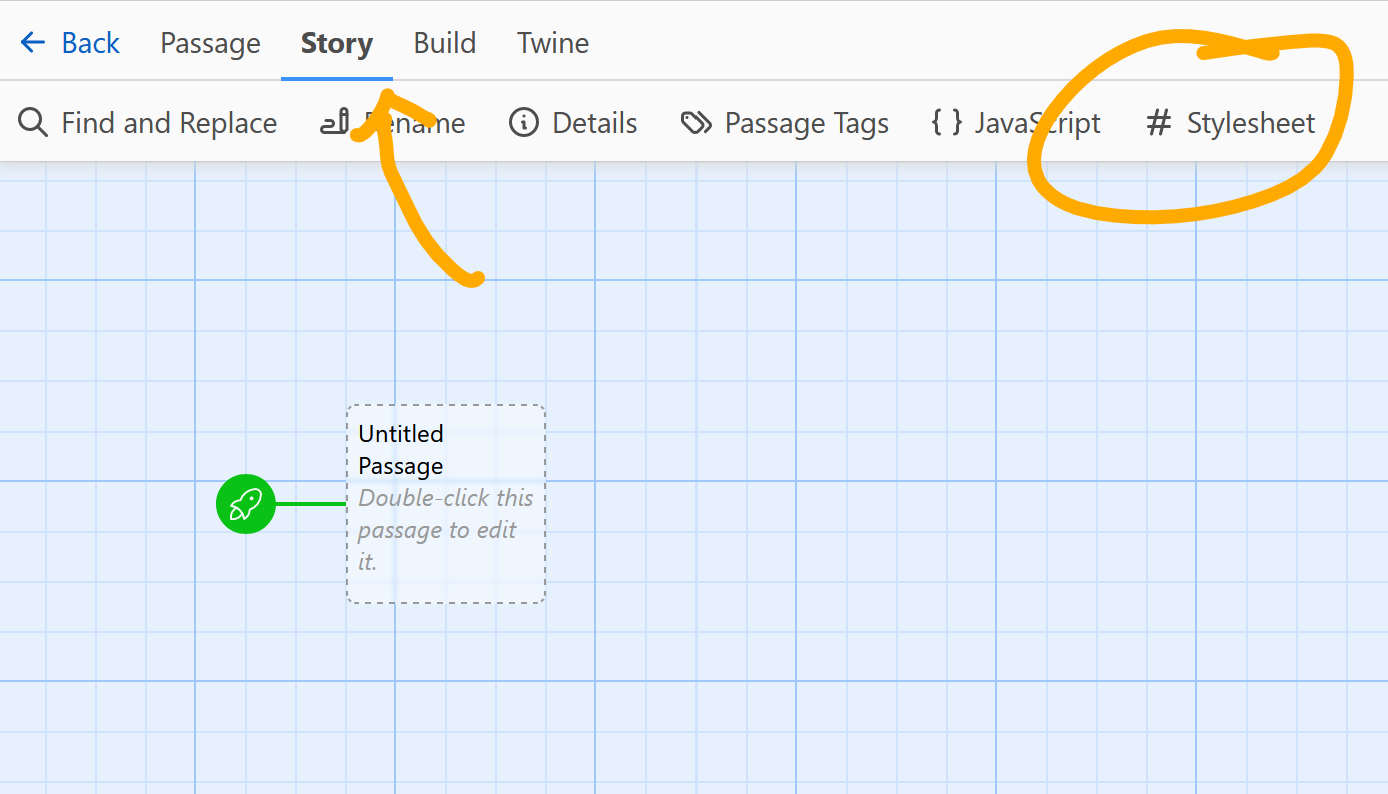 Back Passage Story Build Twine
Find and Replace Rename Details Passage Tags { } JavaScript # Stylesheet
Untitled
Passage
Double-click this
passage to edit
it.